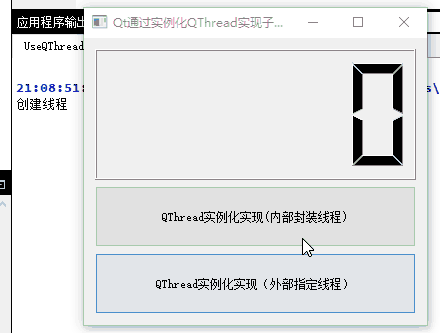 应用程序输出
Qt通过实例化QThread实现子...
UseQThread
21:08:51:
创建线程
0
QThread实例化实现(内部封装线程)
QThread实例化实现（外部指定线程）